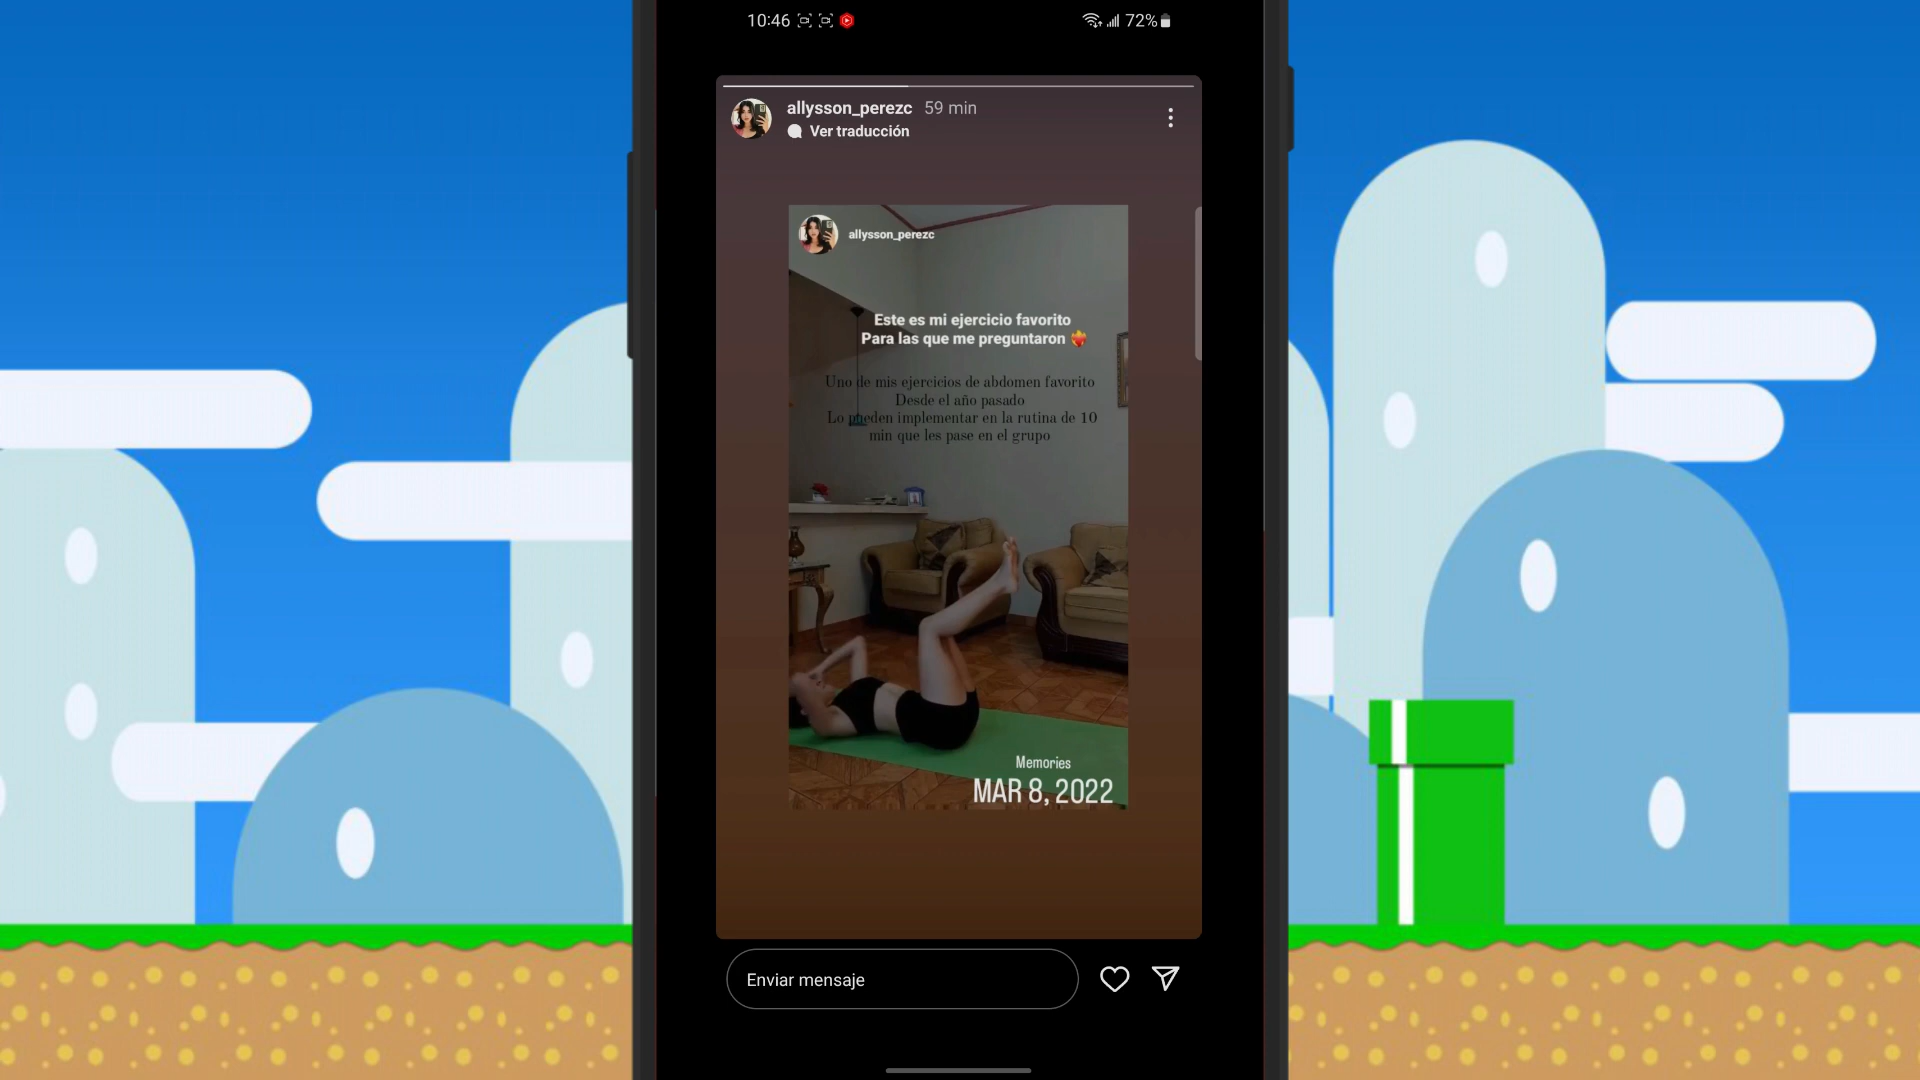 10:46
72%
allysson_perezc 59 min
Ver traducción
allysson_perezc
Este es mi ejercicio favorito
Para las que me preguntaron
Uno de mis ejercicios de abdomen favorito
Desde el año pasado
Lo pueden implementar en la rutina de 10
min que les pase en el grupo
Memories
MAR 8, 2022
Enviar mensaje